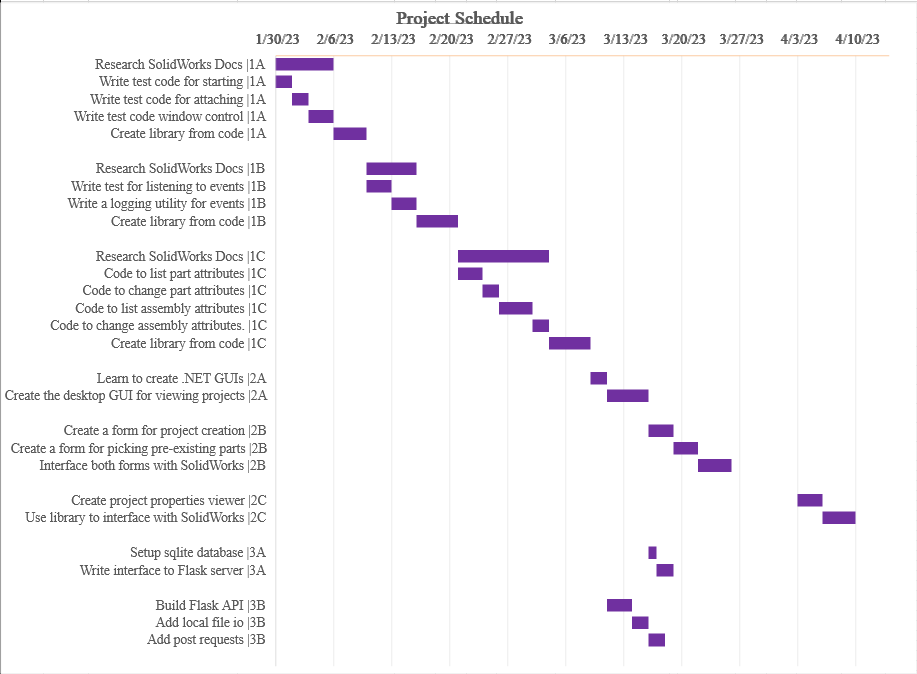 Project Schedule
1/30/23 2/6/23 2/13/23 2/20/23 2/27/23 3/6/23 3/13/23 3/20/23 3/27/23 4/3/23 4/10/23
Research SolidWorks Docs |1A
Write test code for starting |1A
Write test code for attaching |1A
Write test code window control |1A
Create library from code |1A
Research SolidWorks Docs |1B
Write test for listening to events |1B
Write a logging utility for events |1B
Create library from code |1B
Research SolidWorks Docs |1C
Code to list part attributes |1C
Code to change part attributes |1C
Code to list assembly attributes |1C
Code to change assembly attributes. |1C
Create library from code |1C
Learn to create .NET GUIs |2A
Create the desktop GUI for viewing projects |2A
Create a form for project creation |2B
Create a form for picking pre-existing parts |2B
Interface both forms with SolidWorks |2B
Create project properties viewer |2C
Use library to interface with SolidWorks |2C
Setup sqlite database |3A
Write interface to Flask server |3A
Build Flask API |3B
Add local file io |3B
Add post requests |3B